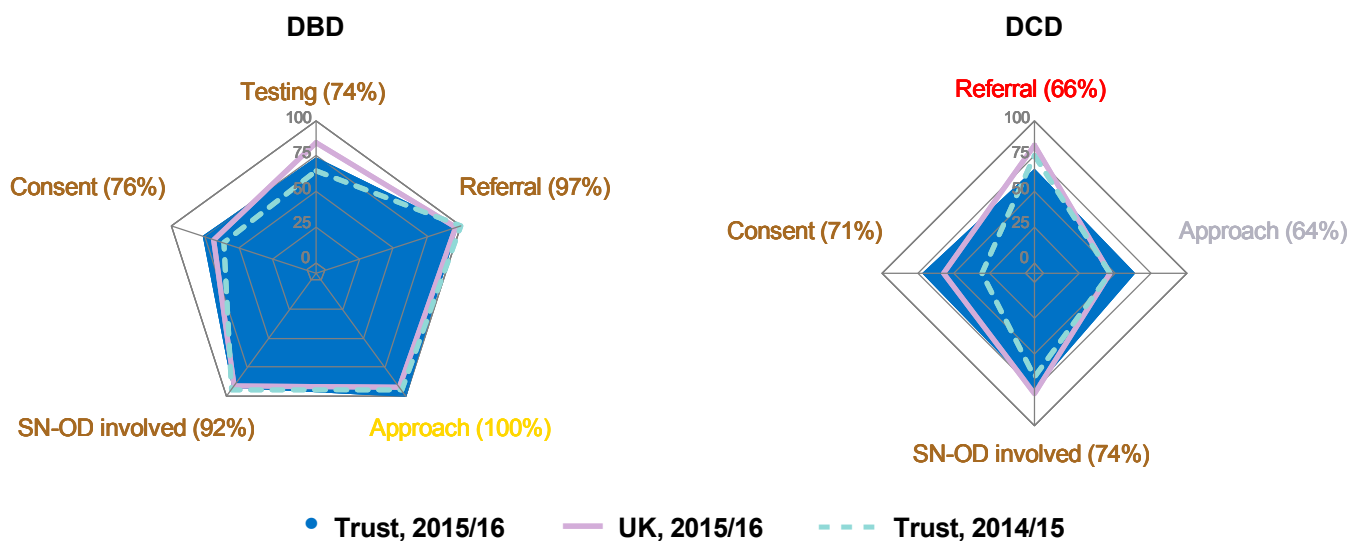 DBD
Testing (74%)
100
75
50
25
0
Consent (76%)
Referral (97%)
SN-OD involved (92%)
Approach (100%)
DCD
Referral (66%)
100
75
50
25
0
Consent (71%)
Approach (64%)
SN-OD involved (74%)
Trust, 2015/16
UK, 2015/16
Trust, 2014/15